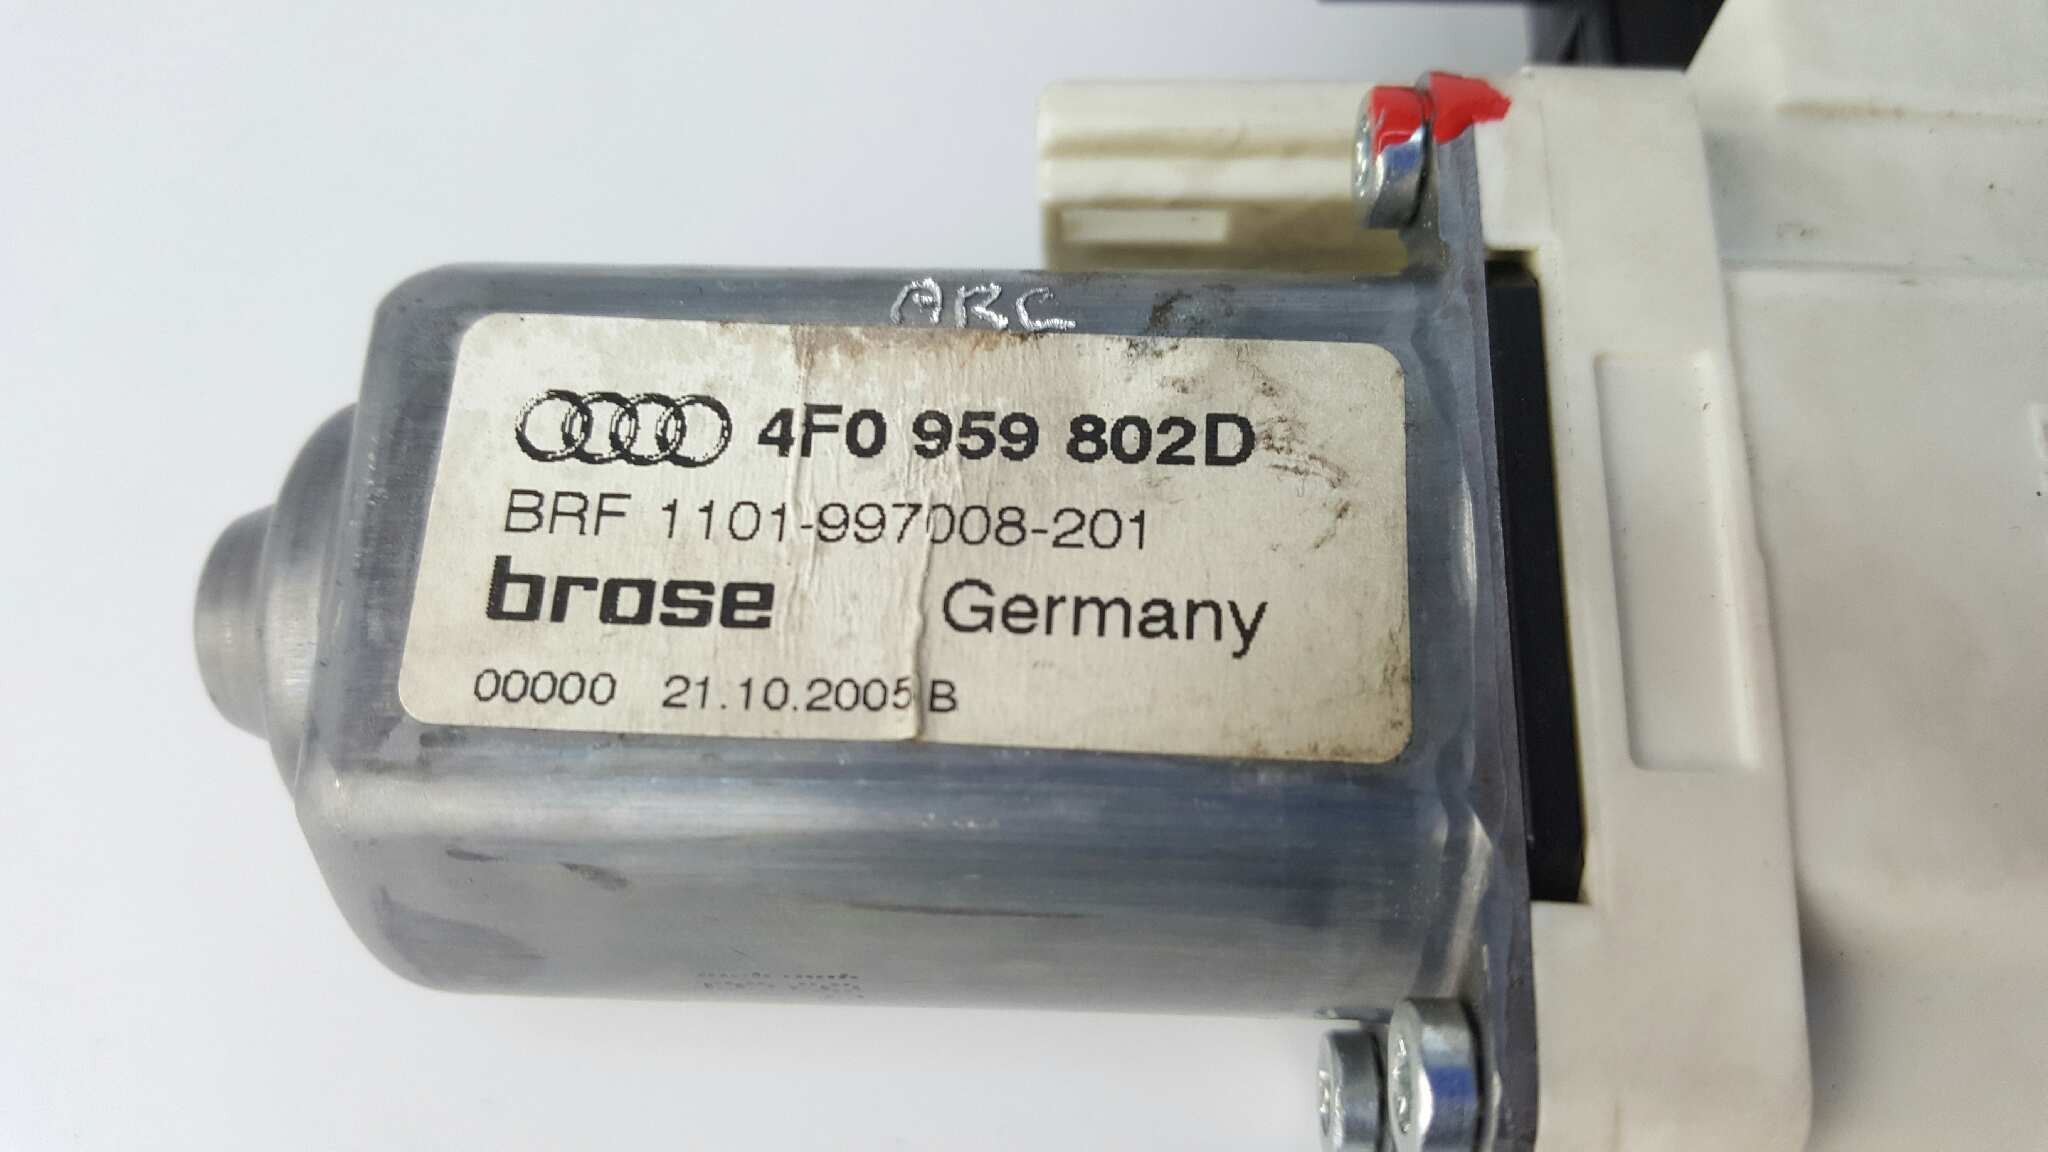 ARC
4F0 959 802D
BRF 1101-997008-201
brose Germany
00000 21.10.2005 B